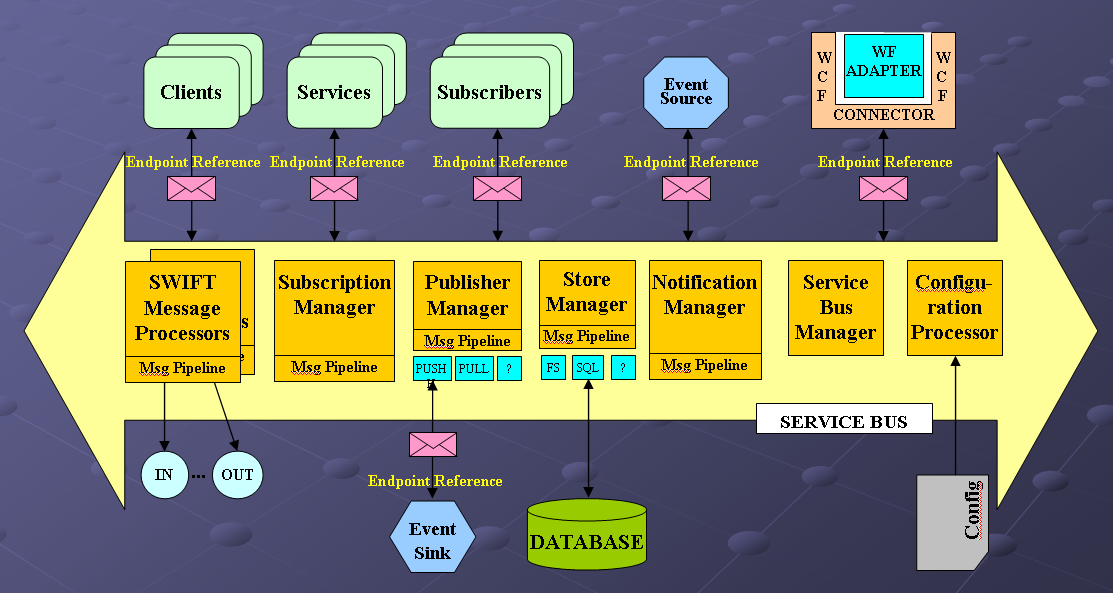 Clients
Services
Subscribers
Event
Source
WCF
WF
ADAPTER
WCF
CONNECTOR
Endpoint Reference
Endpoint Reference
Endpoint Reference
Endpoint Reference
Endpoint Reference
SWIFT
Message
Processors
Msg Pipeline
s
e
Subscription
Manager
Msg Pipeline
Publisher
Manager
Msg Pipeline
PUSH
PULL
?
Store
Manager
Msg Pipeline
FS
SQL
?
Notification
Manager
Msg Pipeline
Service
Bus
Manager
Configu-
ration
Processor
SERVICE BUS
IN
...
OUT
Endpoint Reference
Event
Sink
DATABASE
Config